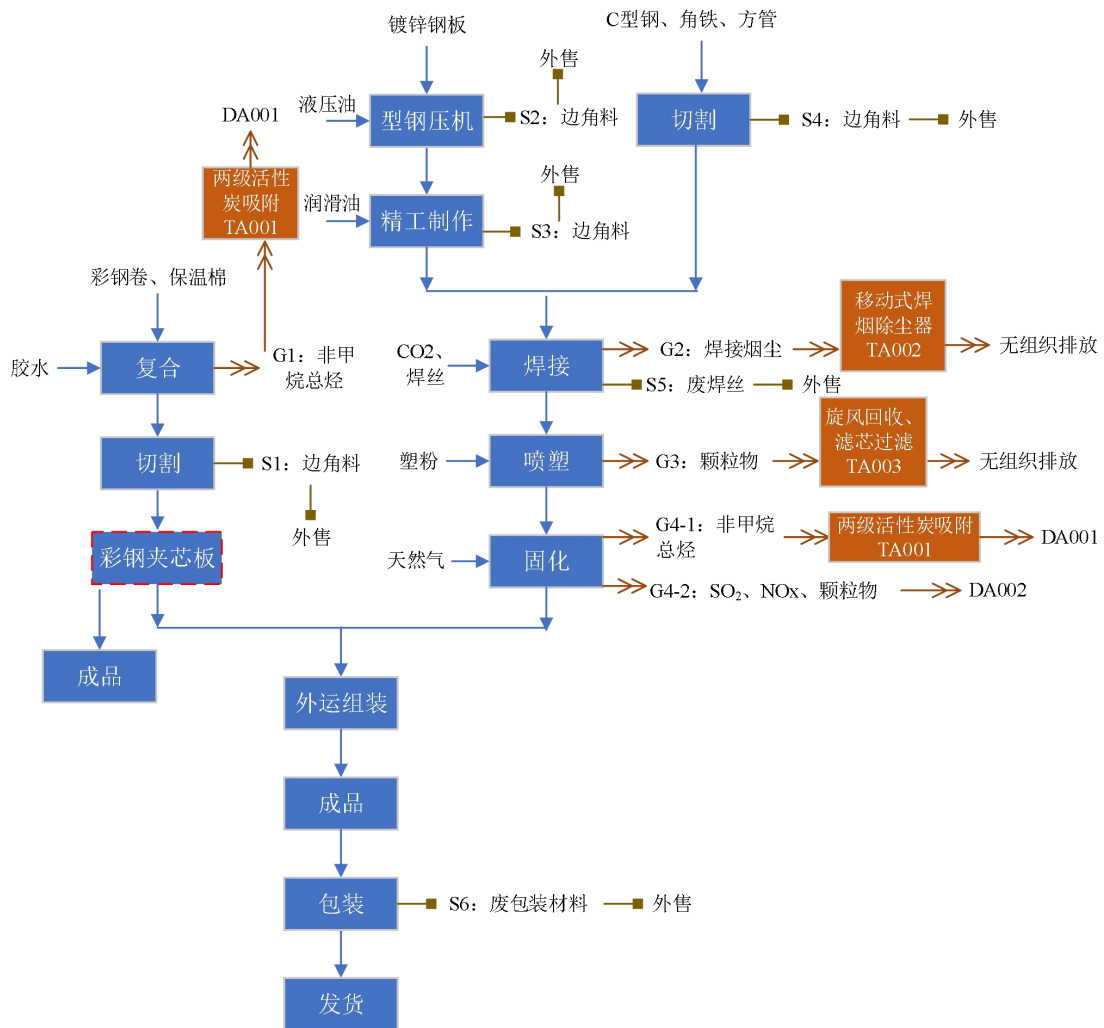 镀锌钢板
C型钢、角铁、方管
外售
液压油
型钢压机
S2：边角料
切割
S4：边角料
外售
DA001
两级活性
炭吸附
TA001
润滑油
精工制作
外售
S3：边角料
彩钢卷、保温棉
胶水
复合
G1：非甲
烷总烃
CO2、
焊丝
焊接
G2：焊接烟尘
移动式焊
烟除尘器
TA002
无组织排放
S5：废焊丝
外售
切割
S1：边角料
外售
塑粉
喷塑
G3：颗粒物
旋风回收、
滤芯过滤
TA003
无组织排放
彩钢夹芯板
天然气
固化
G4-1：非甲烷
总烃
两级活性炭吸附
TA001
DA001
G4-2：SO₂、NOx、颗粒物
DA002
成品
外运组装
成品
包装
S6：废包装材料
外售
发货